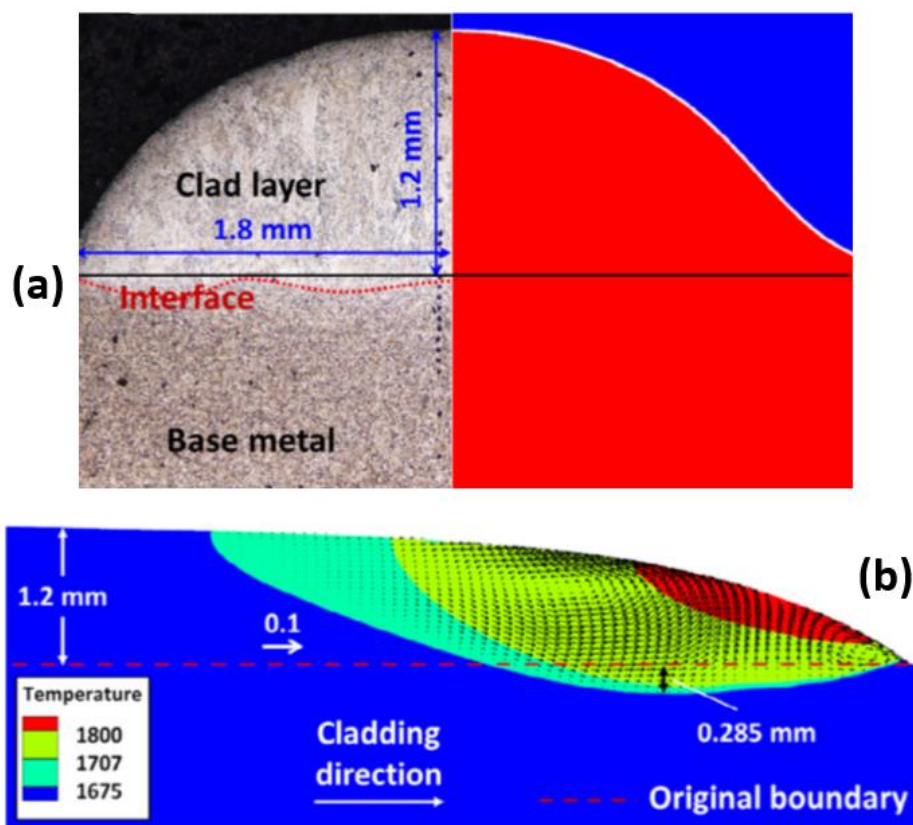 Clad layer
1.2 mm
1.8 mm
(a)
Interface
Base metal
(b)
1.2 mm
0.1
Temperature
1800
1707
1675
Cladding
direction
0.285 mm
Original boundary